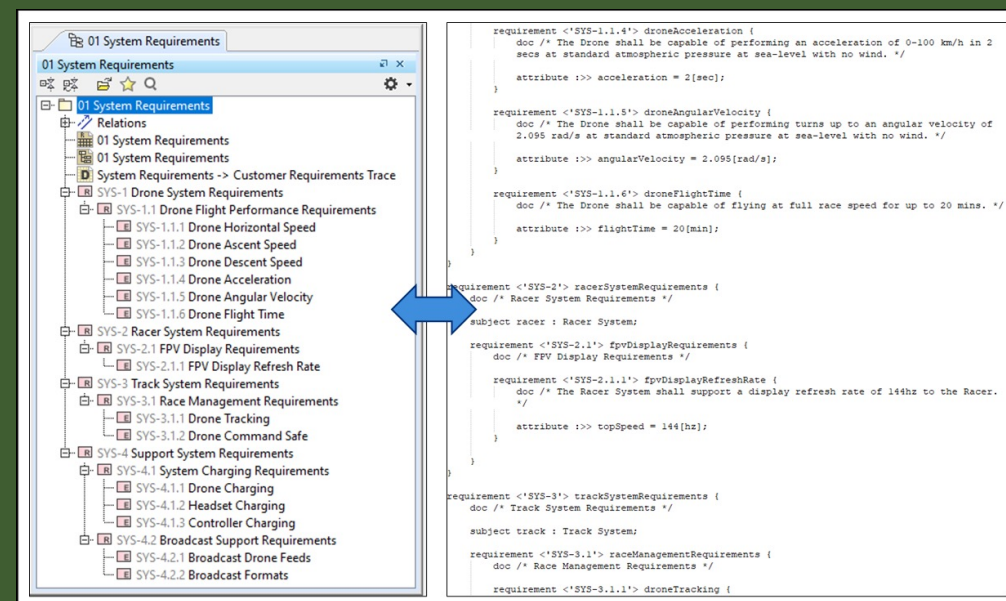 01 System Requirements
01 System Requirements
01 System Requirements
Relations
01 System Requirements
01 System Requirements
System Requirements -> Customer Requirements Trace
SYS-1 Drone System Requirements
SYS-1.1 Drone Flight Performance Requirements
SYS-1.1.1 Drone Horizontal Speed
SYS-1.1.2 Drone Ascent Speed
SYS-1.1.3 Drone Descent Speed
SYS-1.1.4 Drone Acceleration
SYS-1.1.5 Drone Angular Velocity
SYS-1.1.6 Drone Flight Time
SYS-2 Racer System Requirements
SYS-2.1 FPV Display Requirements
SYS-2.1.1 FPV Display Refresh Rate
SYS-3 Track System Requirements
SYS-3.1 Race Management Requirements
SYS-3.1.1 Drone Tracking
SYS-3.1.2 Drone Command Safe
SYS-4 Support System Requirements
SYS-4.1 System Charging Requirements
SYS-4.1.1 Drone Charging
SYS-4.1.2 Headset Charging
SYS-4.1.3 Controller Charging
SYS-4.2 Broadcast Support Requirements
SYS-4.2.1 Broadcast Drone Feeds
SYS-4.2.2 Broadcast Formats
requirement <'SYS-1.1.4'> droneAcceleration {
doc /* The Drone shall be capable of performing an acceleration of 0-100 km/h in 2
secs at standard atmospheric pressure at sea-level with no wind. */
attribute :>> acceleration = 2[sec];
}
requirement <'SYS-1.1.5'> droneAngularVelocity {
doc /* The Drone shall be capable of performing turns up to an angular velocity of
2.095 rad/s at standard atmospheric pressure at sea-level with no wind. */
attribute :>> angularVelocity = 2.095[rad/s];
}
requirement <'SYS-1.1.6'> droneFlightTime {
doc /* The Drone shall be capable of flying at full race speed for up to 20 mins. */
attribute :>> flightTime = 20[min];
}
}
}
requirement <'SYS-2'> racerSystemRequirements {
doc /* Racer System Requirements */
subject racer : Racer System;
requirement <'SYS-2.1'> fpvDisplayRequirements {
doc /* FPV Display Requirements */
requirement <'SYS-2.1.1'> fpvDisplayRefreshRate {
doc /* The Racer System shall support a display refresh rate of 144hz to the Racer.
*/
attribute :>> topSpeed = 144[hz];
}
}
}
requirement <'SYS-3'> trackSystemRequirements {
doc /* Track System Requirements */
subject track : Track System;
requirement <'SYS-3.1'> raceManagementRequirements {
doc /* Race Management Requirements */
requirement <'SYS-3.1.1'> droneTracking {